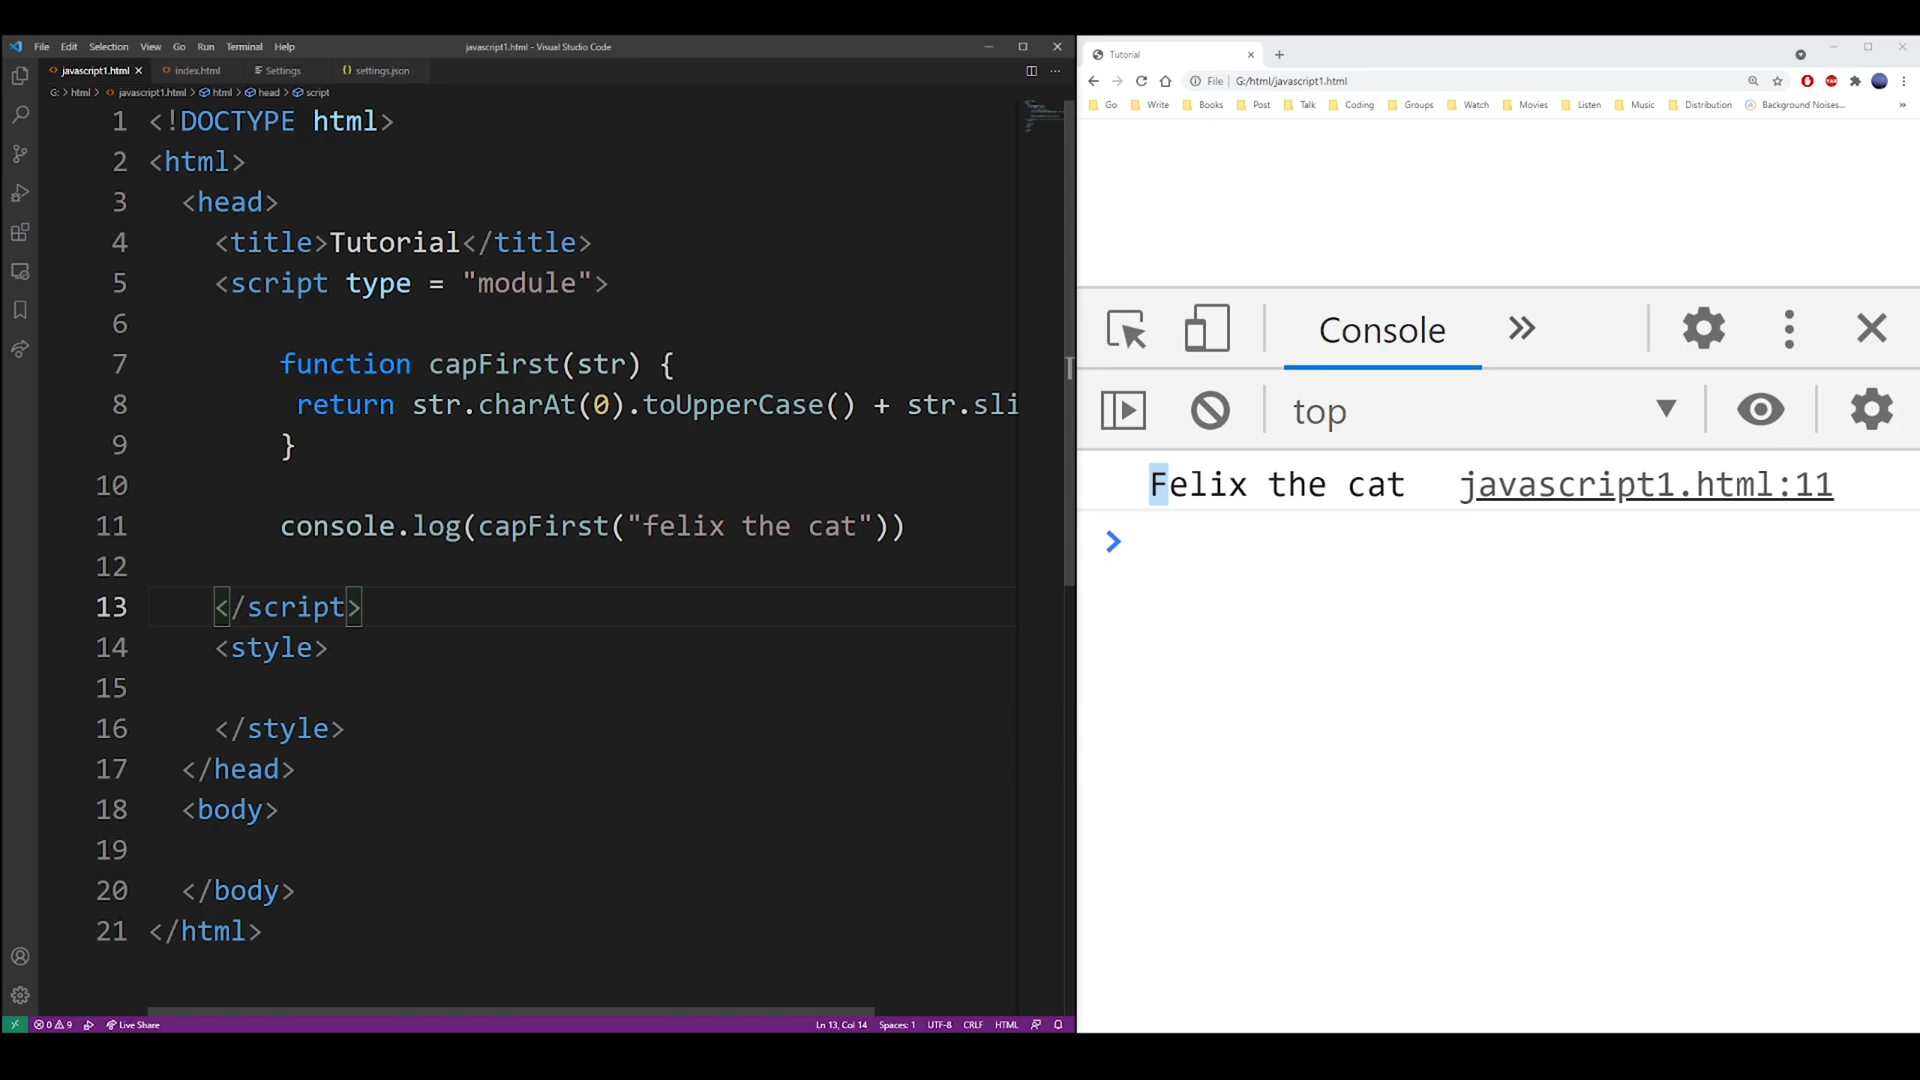 File Edit Selection View Go Run Terminal Help
javascript1.html - Visual Studio Code
javascript1.html index.html Settings settings.json
G: > html > javascript1.html > html > head > script
1 <!DOCTYPE html>
2 <html>
3 <head>
4 <title>Tutorial</title>
5 <script type = "module">
6
7 function capFirst(str) {
8 return str.charAt(0).toUpperCase() + str.sli
9 }
10
11 console.log(capFirst("felix the cat"))
12
13 </script>
14 <style>
15
16 </style>
17 </head>
18 <body>
19
20 </body>
21 </html>
0 9 Live Share
Ln 13, Col 14 Spaces: 1 UTF-8 CRLF HTML
Tutorial
File G:/html/javascript1.html
Go Write Books Post Talk Coding Groups Watch Movies Listen Music Distribution Background Noises...
Console
top
Felix the cat javascript1.html:11